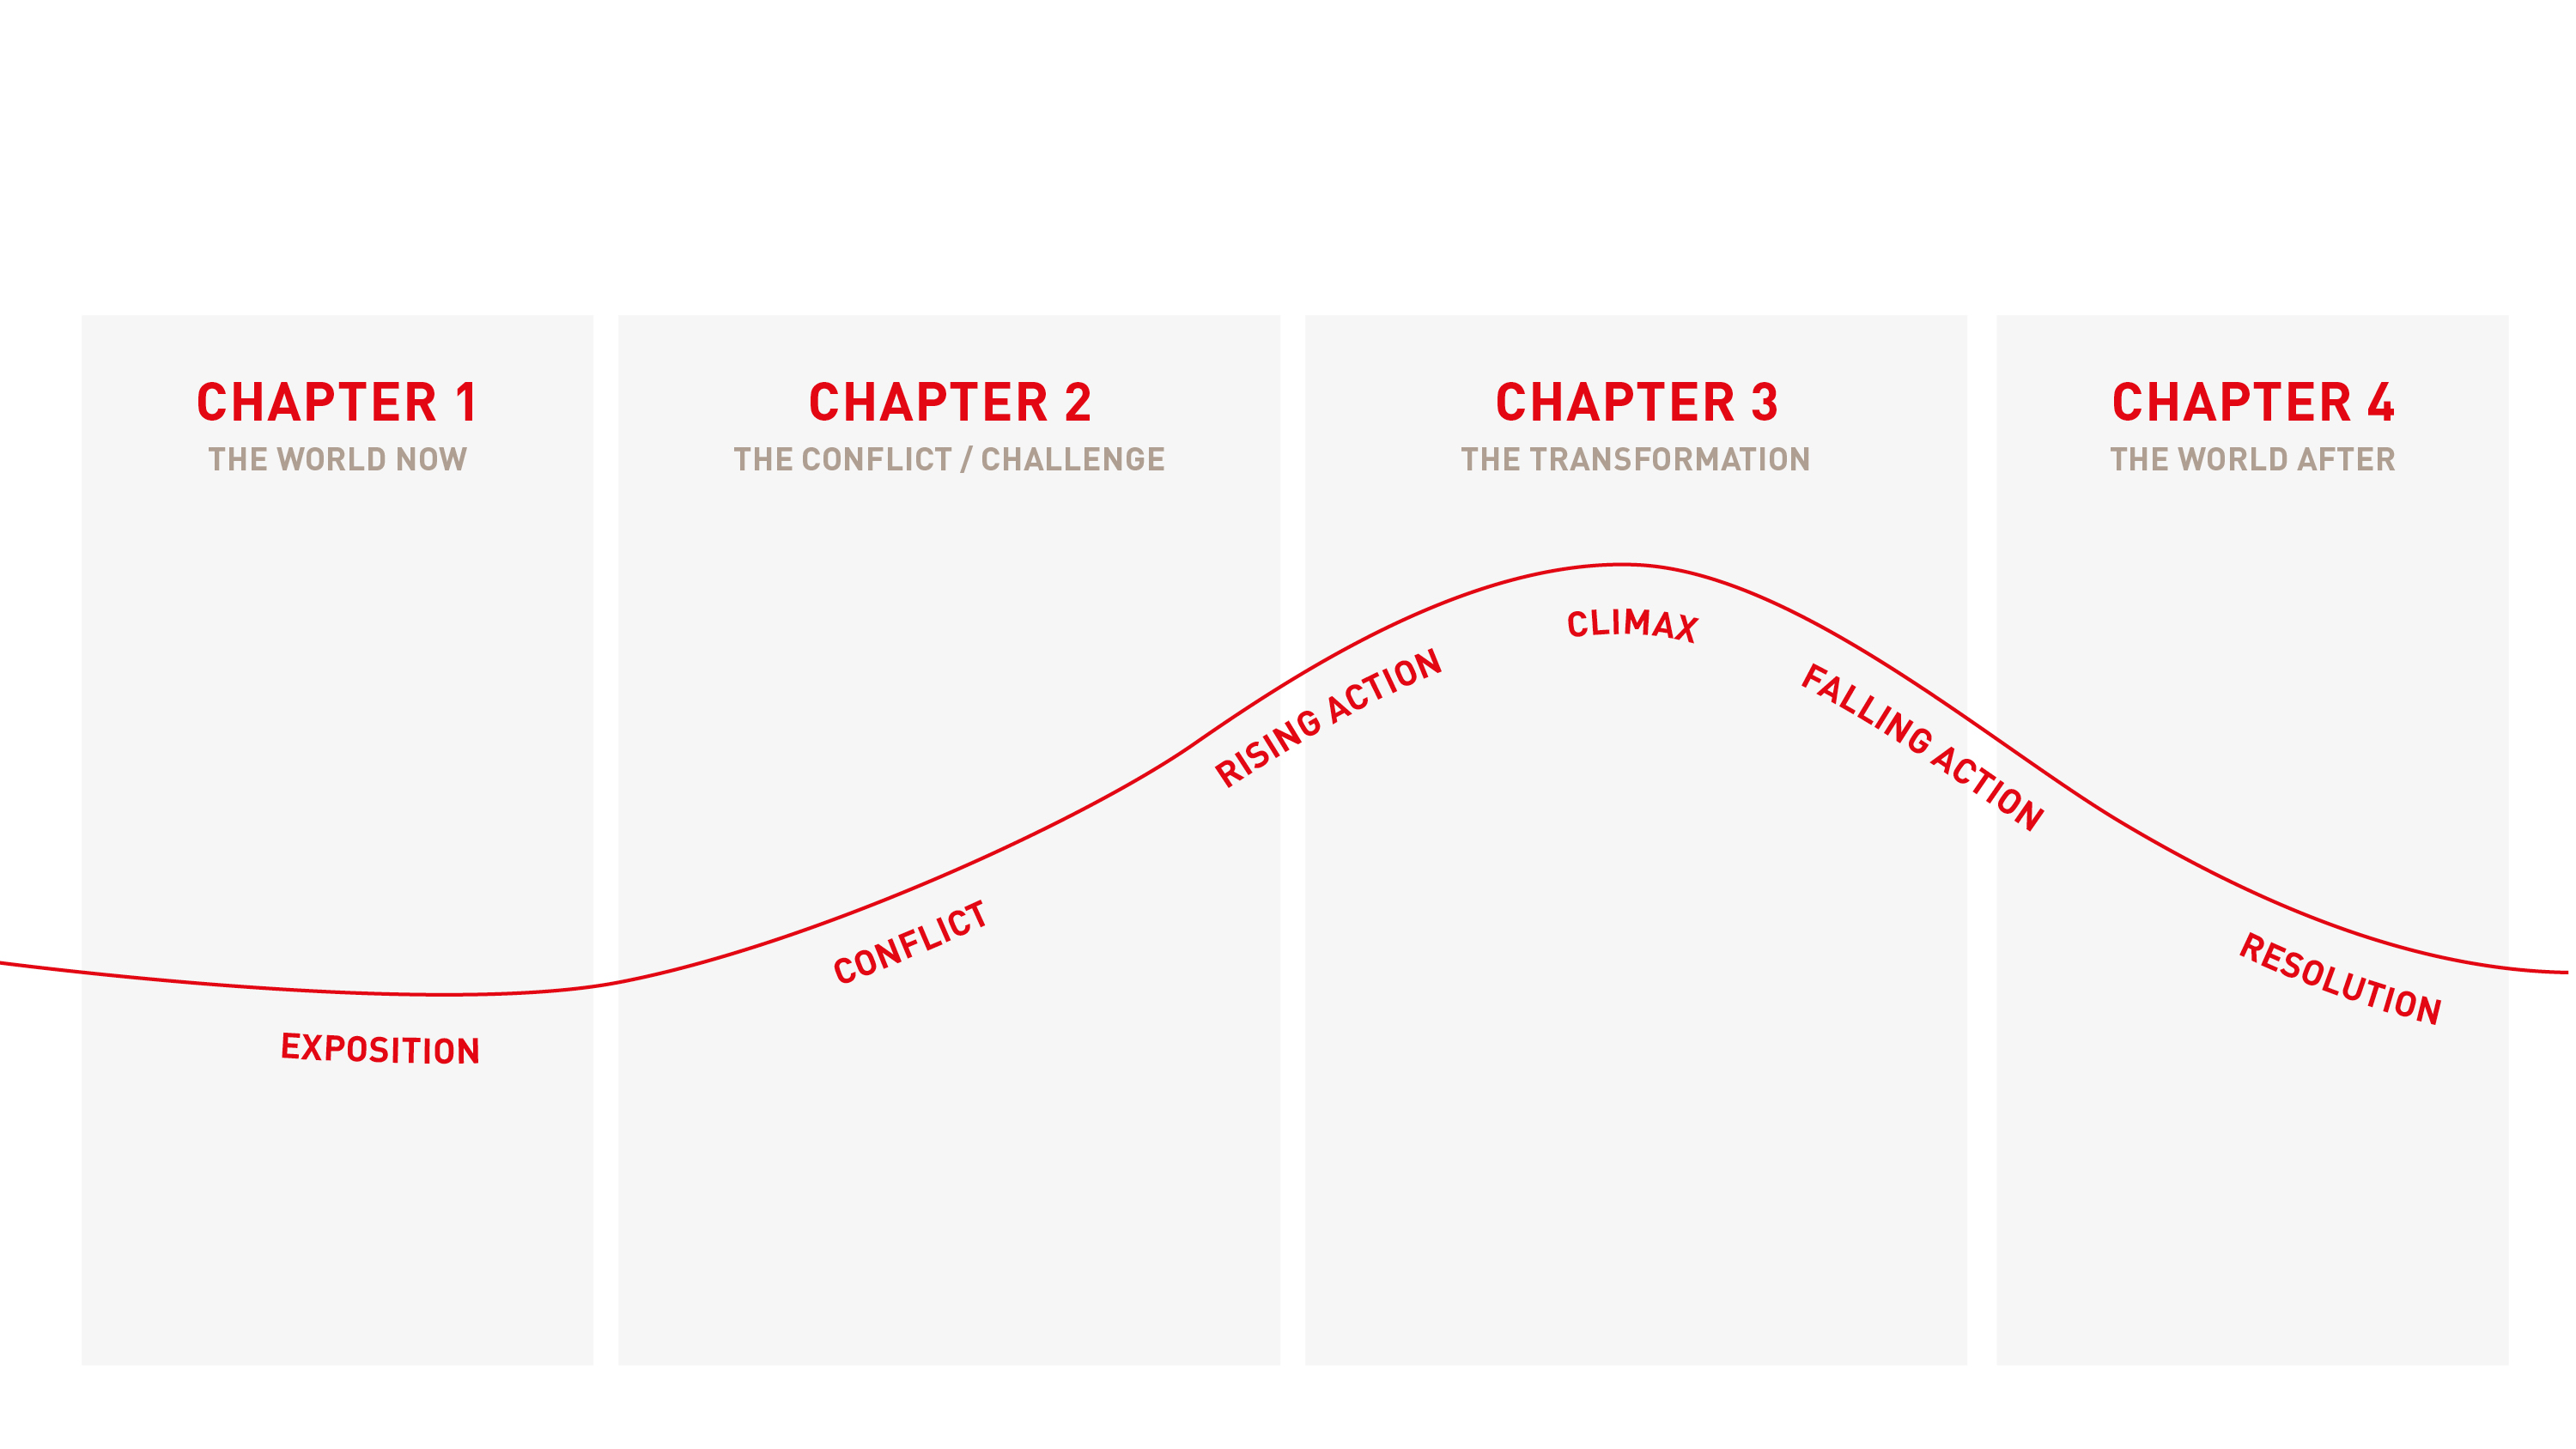 CHAPTER 1
THE WORLD NOW
CHAPTER 2
THE CONFLICT / CHALLENGE
CHAPTER 3
THE TRANSFORMATION
CHAPTER 4
THE WORLD AFTER
EXPOSITION
CONFLICT
RISING ACTION
CLIMAX
FALLING ACTION
RESOLUTION